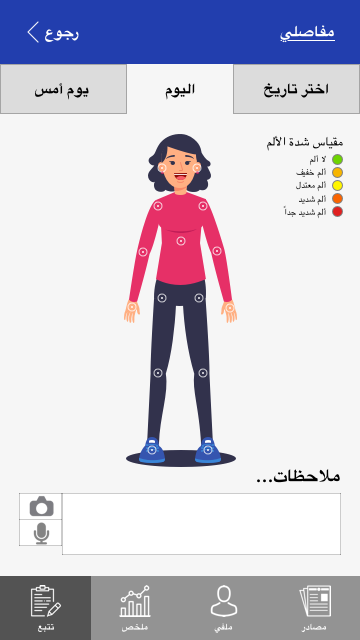 مفاصلي
رجوع
اختر تاريخ
اليوم
يوم أمس
مقياس شدة الألم
لا ألم
ألم خفيف
ألم معتدل
ألم شديد
ألم شديد جداً
ملاحظات...
مصادر
ملفي
ملخص
تتبع